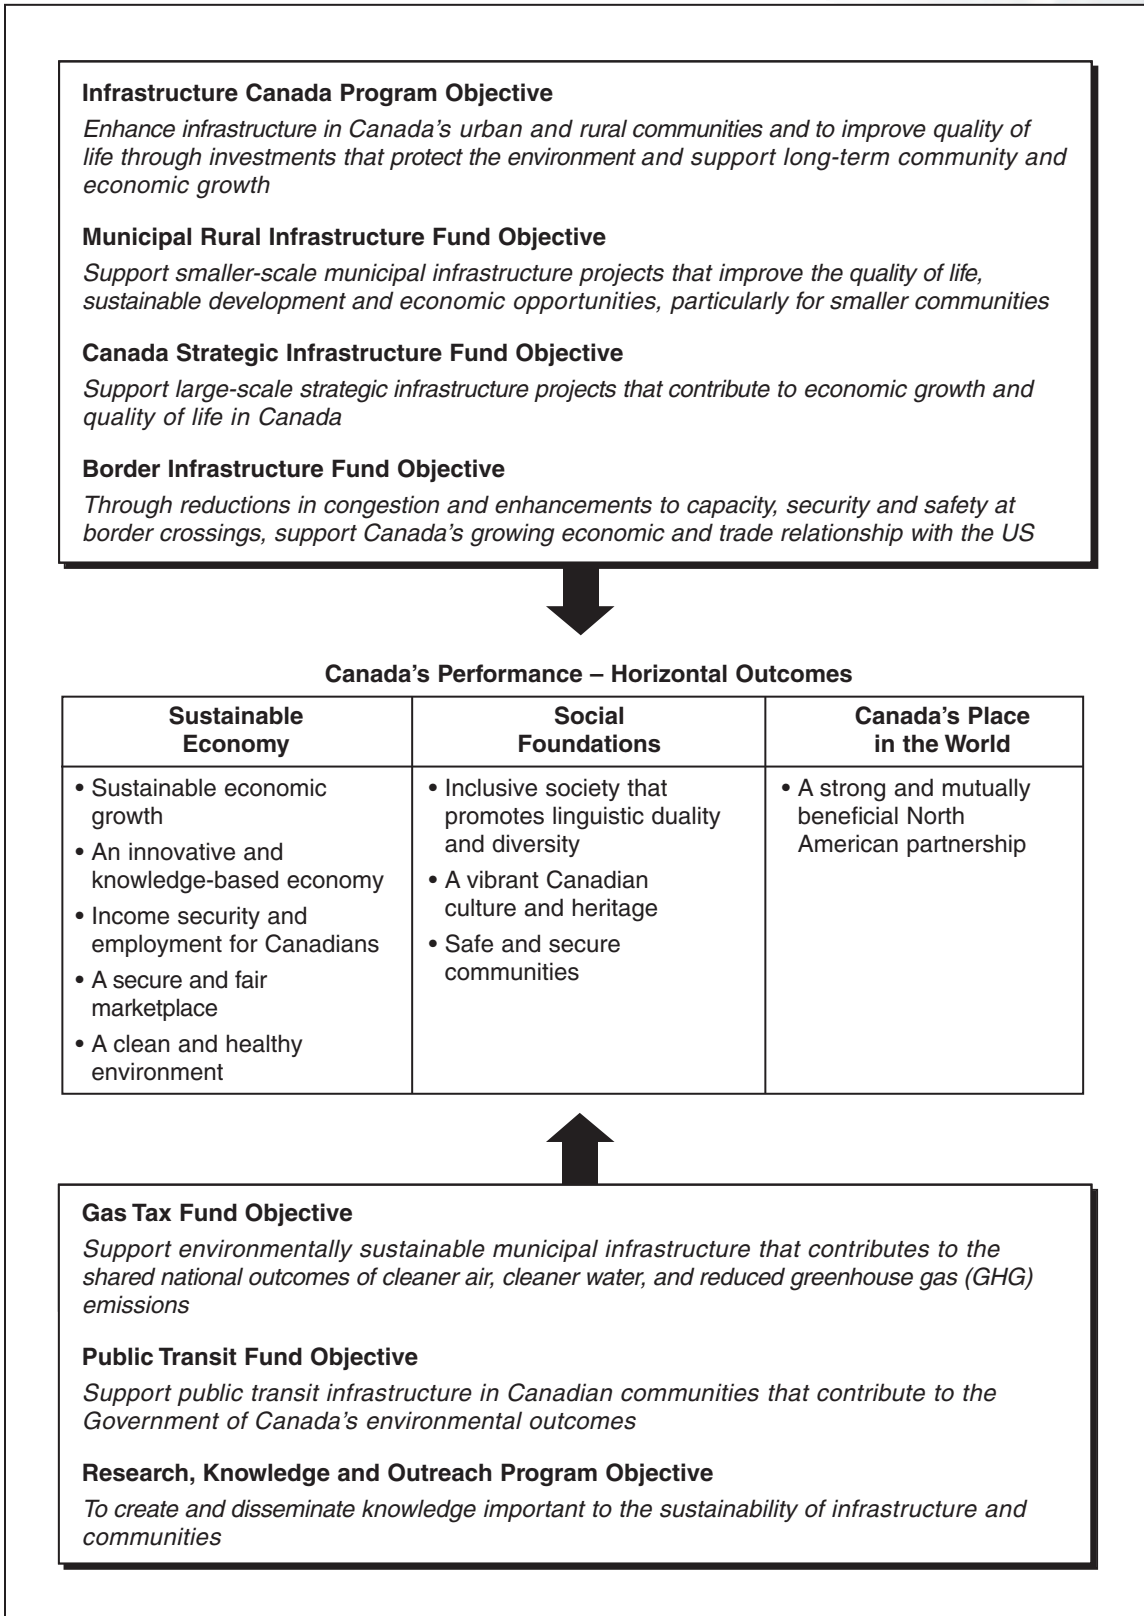 Infrastructure Canada Program Objective
Enhance infrastructure in Canada's urban and rural communities and to improve quality of
life through investments that protect the environment and support long-term community and
economic growth
Municipal Rural Infrastructure Fund Objective
Support smaller-scale municipal infrastructure projects that improve the quality of life,
sustainable development and economic opportunities, particularly for smaller communities
Canada Strategic Infrastructure Fund Objective
Support large-scale strategic infrastructure projects that contribute to economic growth and
quality of life in Canada
Border Infrastructure Fund Objective
Through reductions in congestion and enhancements to capacity, security and safety at
border crossings, support Canada's growing economic and trade relationship with the US
Canada's Performance – Horizontal Outcomes
Sustainable
Economy
• Sustainable economic
growth
• An innovative and
knowledge-based economy
• Income security and
employment for Canadians
• A secure and fair
marketplace
• A clean and healthy
environment
Social
Foundations
• Inclusive society that
promotes linguistic duality
and diversity
• A vibrant Canadian
culture and heritage
• Safe and secure
communities
Canada's Place
in the World
• A strong and mutually
beneficial North
American partnership
Gas Tax Fund Objective
Support environmentally sustainable municipal infrastructure that contributes to the
shared national outcomes of cleaner air, cleaner water, and reduced greenhouse gas (GHG)
emissions
Public Transit Fund Objective
Support public transit infrastructure in Canadian communities that contribute to the
Government of Canada's environmental outcomes
Research, Knowledge and Outreach Program Objective
To create and disseminate knowledge important to the sustainability of infrastructure and
communities